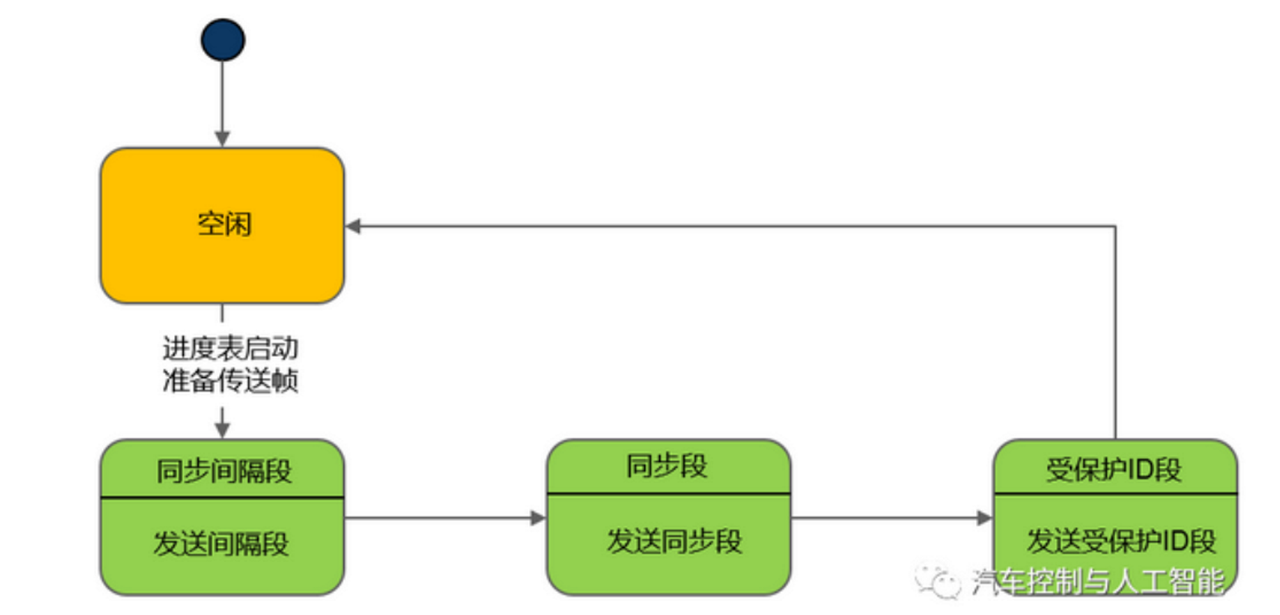 空闲
进度表启动
准备传送帧
同步间隔段
发送间隔段
同步段
发送同步段
受保护ID段
发送受保护ID段
汽车控制与人工智能